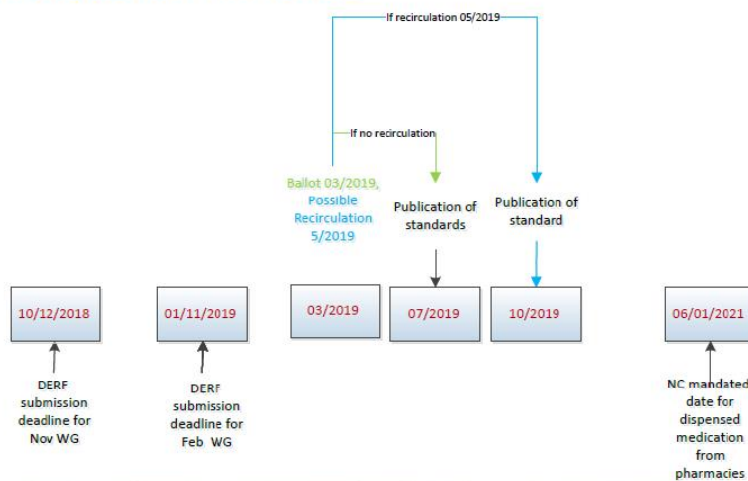 If recirculation 05/2019
If no recirculation
Ballot 03/2019,
Possible
Recirculation
5/2019
Publication of
standards
Publication of
standard
10/12/2018
01/11/2019
03/2019
07/2019
10/2019
06/01/2021
DERF
submission
deadline for
Nov WG
DERF
submission
deadline for
Feb WG
NC mandated
date for
dispensed
medication
from
pharmacies